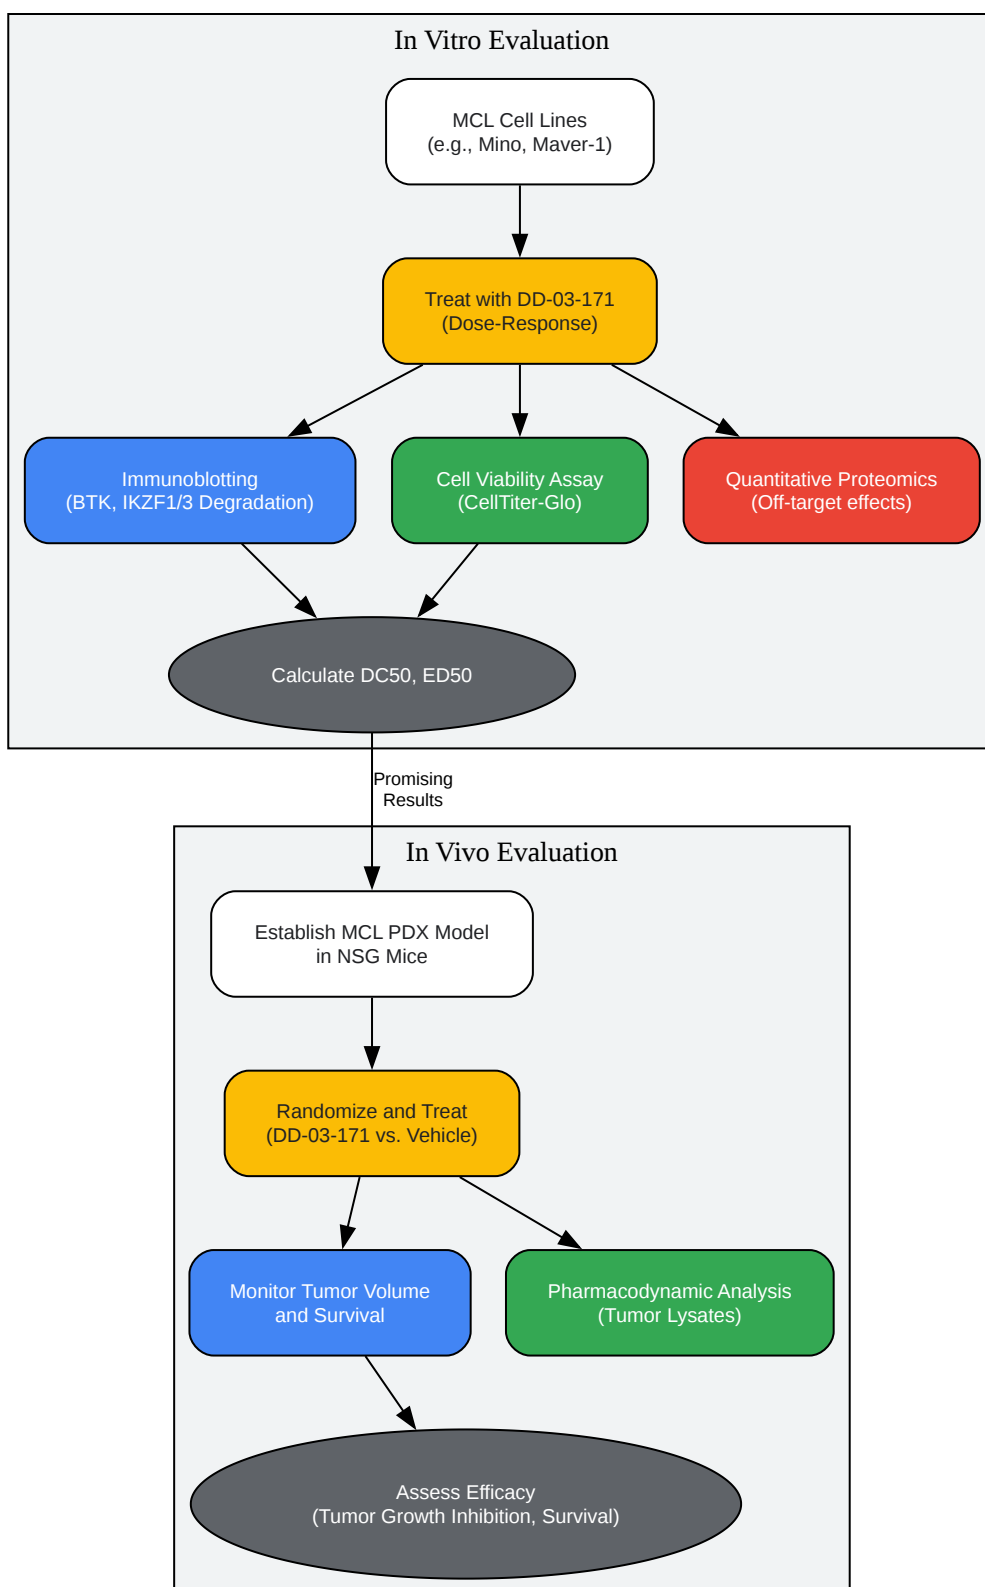 In Vitro Evaluation
MCL Cell Lines
(e.g., Mino, Maver-1)
Treat with DD-03-171
(Dose-Response)
Immunoblotting
(BTK, IKZF1/3 Degradation)
Cell Viability Assay
(CellTiter-Glo)
Quantitative Proteomics
(Off-target effects)
Calculate DC50, ED50
Promising
Results
In Vivo Evaluation
Establish MCL PDX Model
in NSG Mice
Randomize and Treat
(DD-03-171 vs. Vehicle)
Monitor Tumor Volume
and Survival
Pharmacodynamic Analysis
(Tumor Lysates)
Assess Efficacy
(Tumor Growth Inhibition, Survival)